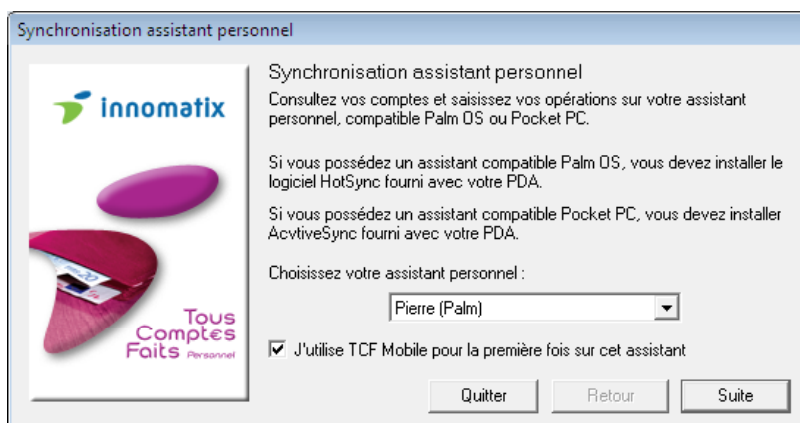 Synchronisation assistant personnel
innomatix
Tous
Comptes
Faits Personnel
Synchronisation assistant personnel
Consultez vos comptes et saisissez vos opérations sur votre assistant
personnel, compatible Palm OS ou Pocket PC.
Si vous possédez un assistant compatible Palm OS, vous devez installer le
logiciel HotSync fourni avec votre PDA.
Si vous possédez un assistant compatible Pocket PC, vous devez installer
AcvtiveSync fourni avec votre PDA.
Choisissez votre assistant personnel :
Pierre (Palm)
J'utilise TCF Mobile pour la première fois sur cet assistant
Quitter Retour Suite